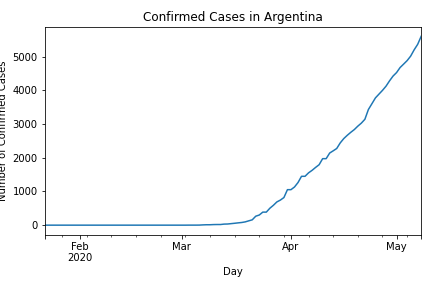 Confirmed Cases in Argentina
Number of Confirmed Cases
5000
4000
3000
2000
1000
0
Feb
2020
Mar
Apr
May
Day